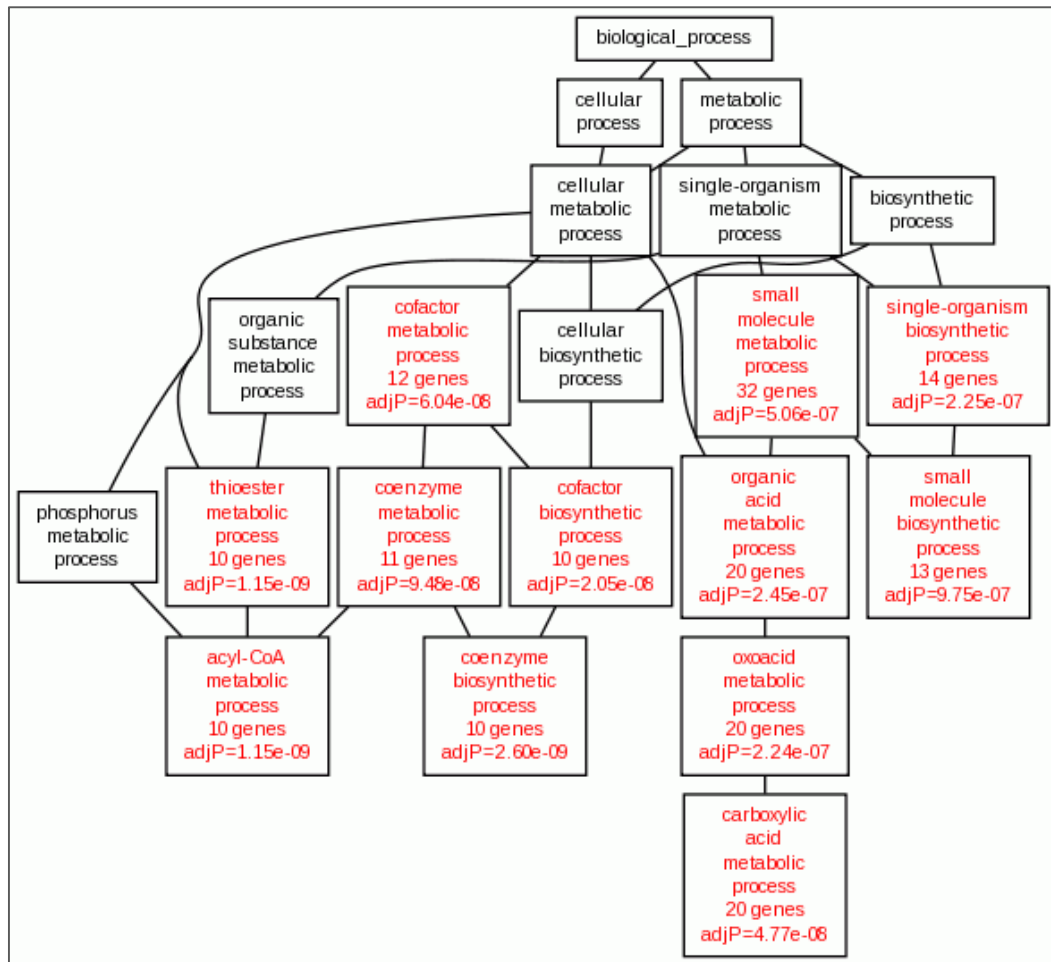 biological_process
cellular
process
metabolic
process
cellular
metabolic
process
single-organism
metabolic
process
biosynthetic
process
organic
substance
metabolic
process
cofactor
metabolic
process
12 genes
adjP=6.04e-08
cellular
biosynthetic
process
small
molecule
metabolic
process
32 genes
adjP=5.06e-07
single-organism
biosynthetic
process
14 genes
adjP=2.25e-07
phosphorus
metabolic
process
thioester
metabolic
process
10 genes
adjP=1.15e-09
coenzyme
metabolic
process
11 genes
adjP=9.48e-08
cofactor
biosynthetic
process
10 genes
adjP=2.05e-08
organic
acid
metabolic
process
20 genes
adjP=2.45e-07
small
molecule
biosynthetic
process
13 genes
adjP=9.75e-07
acyl-CoA
metabolic
process
10 genes
adjP=1.15e-09
coenzyme
biosynthetic
process
10 genes
adjP=2.60e-09
oxoacid
metabolic
process
20 genes
adjP=2.24e-07
carboxylic
acid
metabolic
process
20 genes
adjP=4.77e-08